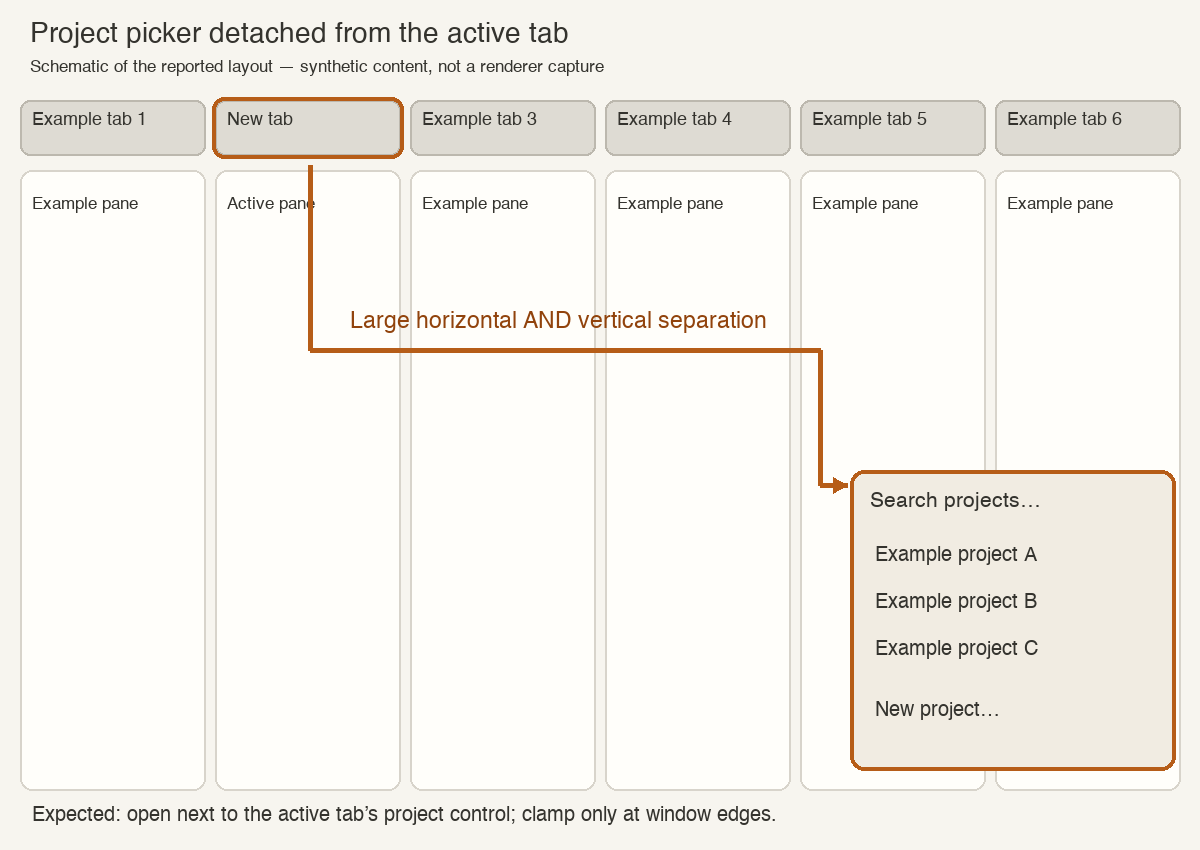 Project picker detached from the active tab
Schematic of the reported layout — synthetic content, not a renderer capture
Example tab 1
New tab
Example tab 3
Example tab 4
Example tab 5
Example tab 6
Example pane
Active pane
Example pane
Example pane
Example pane
Example pane
Large horizontal AND vertical separation
Search projects…
Example project A
Example project B
Example project C
New project…
Expected: open next to the active tab’s project control; clamp only at window edges.